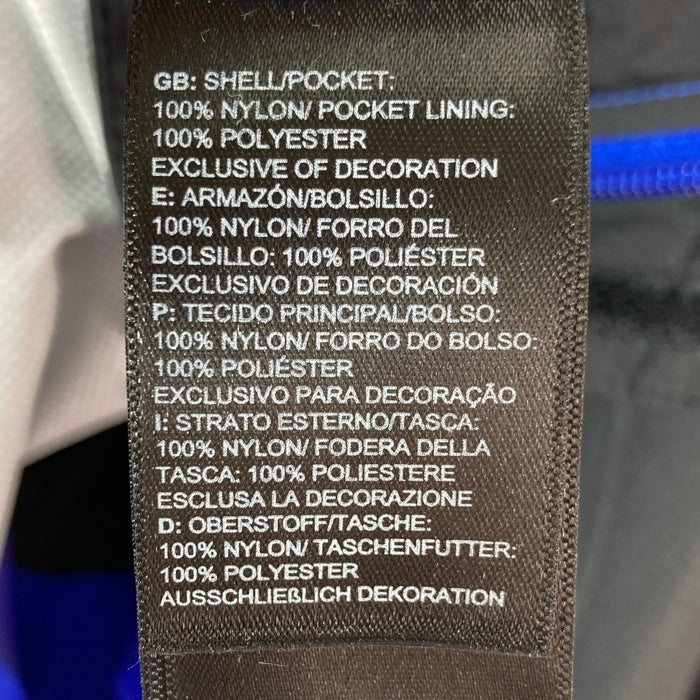 GB: SHELL/POCKET:
100% NYLON/ POCKET LINING:
100% POLYESTER
EXCLUSIVE OF DECORATION
E: ARMAZÓN/BOLSILLO:
100% NYLON/ FORRO DEL
BOLSILLO: 100% POLIÉSTER
EXCLUSIVO DE DECORACIÓN
P: TECIDO PRINCIPAL/BOLSO:
100% NYLON/ FORRO DO BOLSO:
100% POLIÉSTER
EXCLUSIVO PARA DECORAÇÃO
I: STRATO ESTERNO/TASCA:
100% NYLON/ FODERA DELLA
TASCA: 100% POLIESTERE
ESCLUSA LA DECORAZIONE
D: OBERSTOFF/TASCHE:
100% NYLON/ TASCHENFUTTER:
100% POLYESTER
AUSSCHLIEßLICH DEKORATION